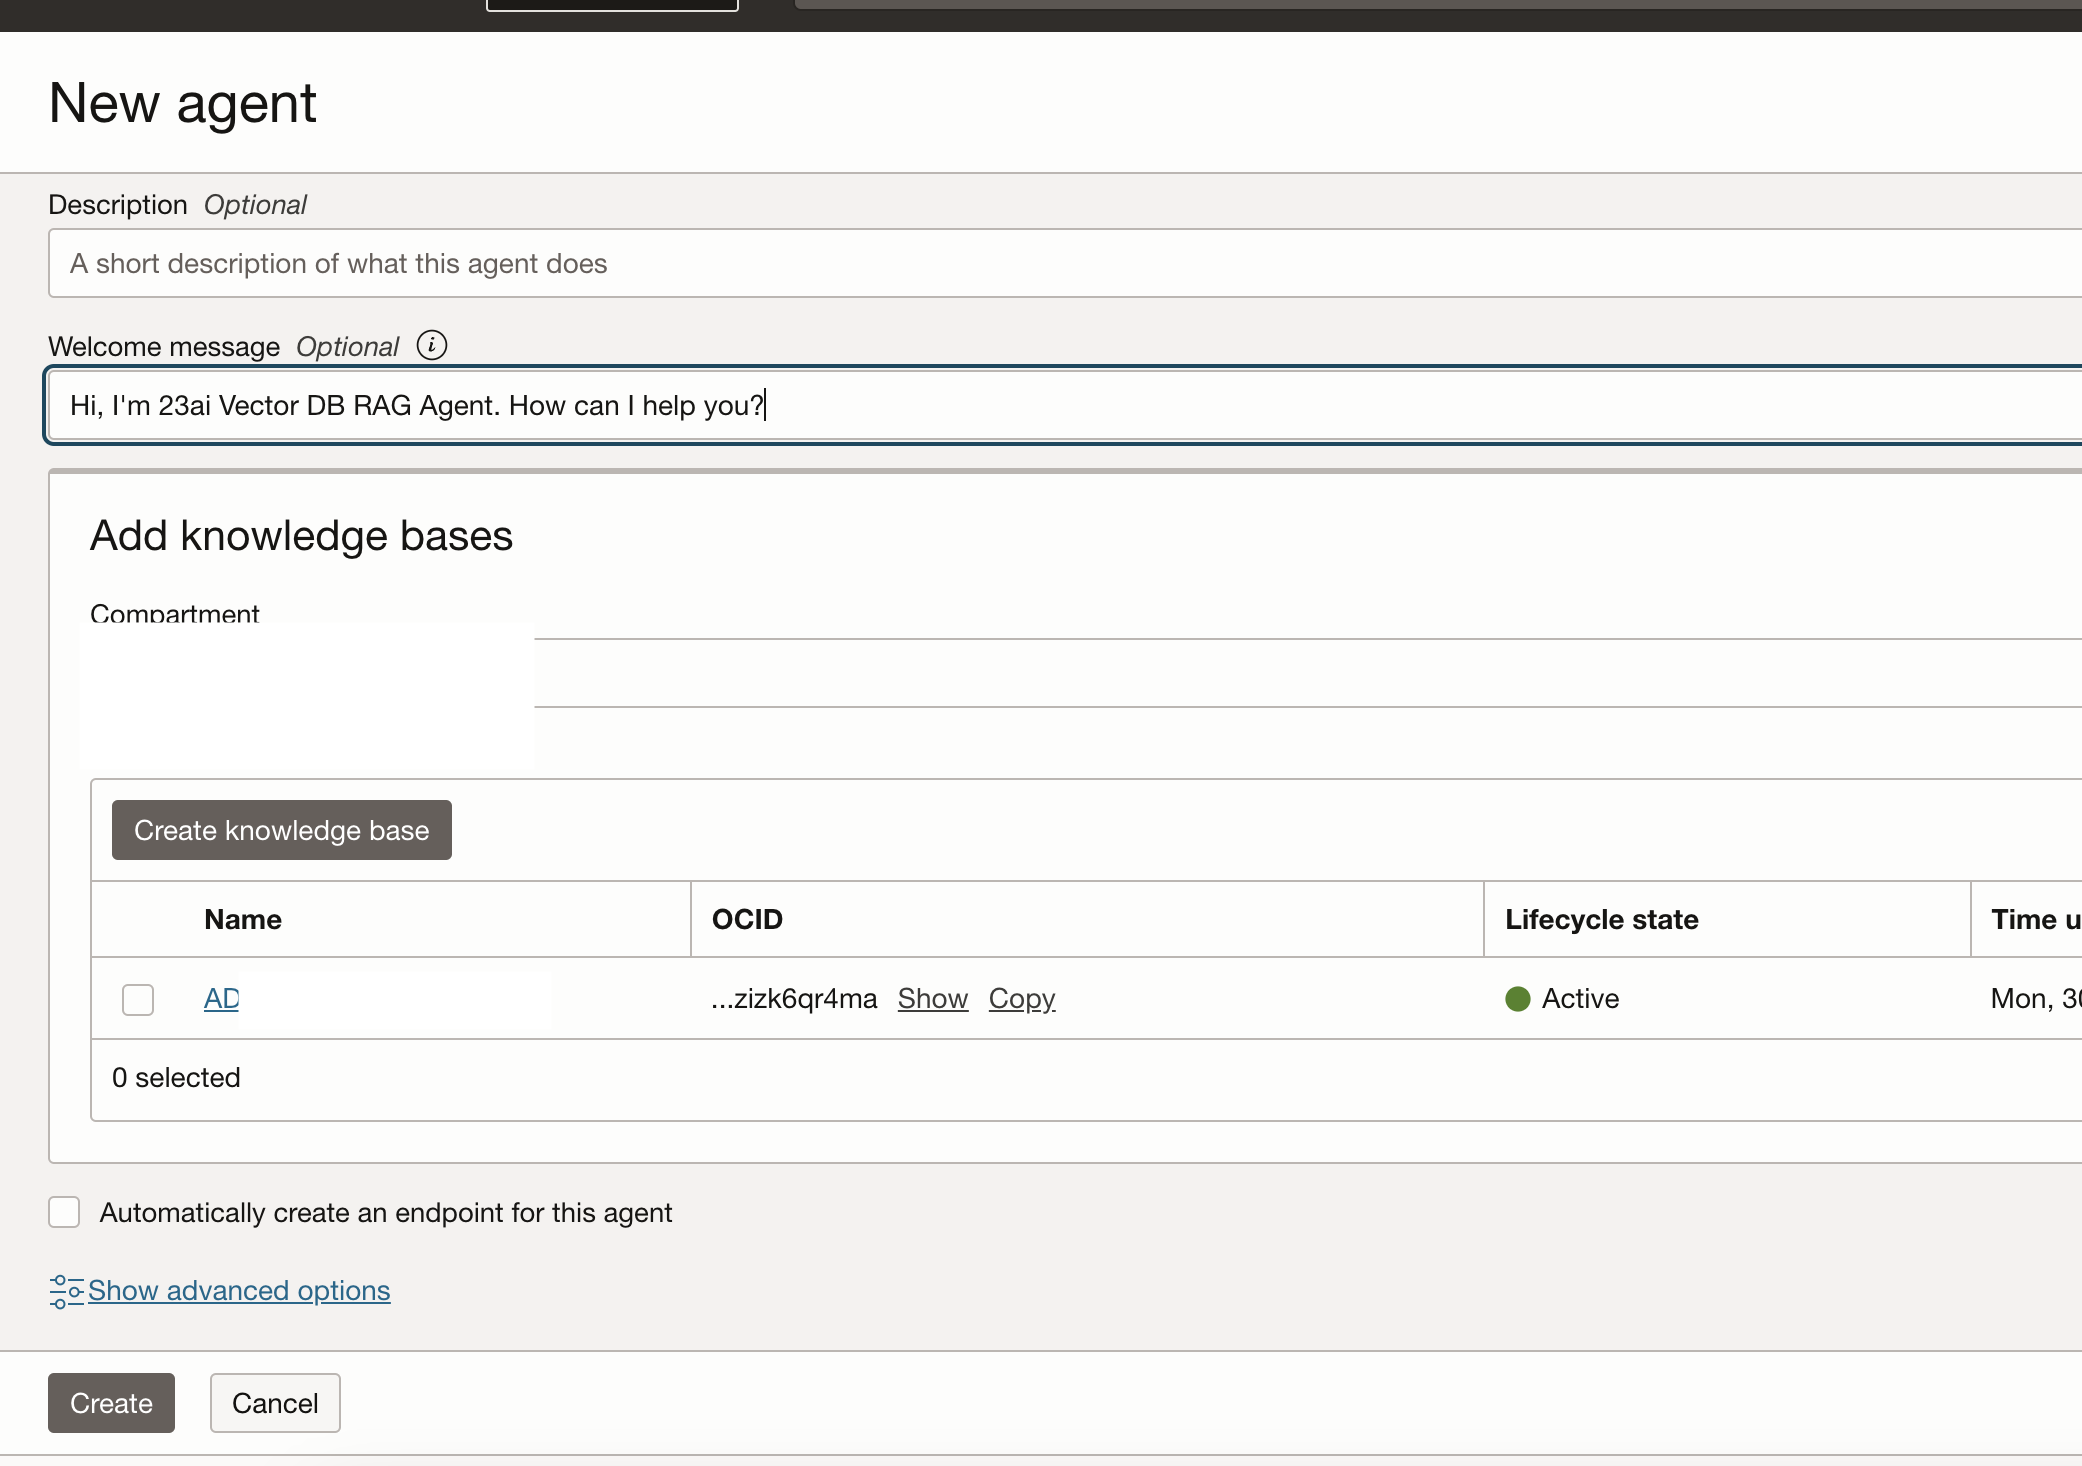 New agent
Description Optional
A short description of what this agent does
Welcome message Optional i
Hi, I'm 23ai Vector DB RAG Agent. How can I help you?
Add knowledge bases
Compartment
Create knowledge base
Name OCID Lifecycle state Time u
AD ...zizk6qr4ma Show Copy Active Mon, 30
0 selected
Automatically create an endpoint for this agent
Show advanced options
Create Cancel